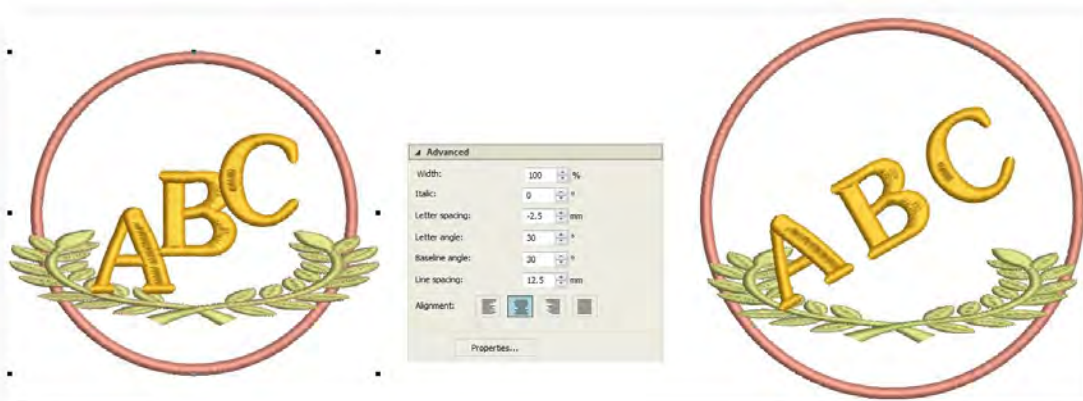 ABC
Advanced
Width: 100 %
Italic: 0 °
Letter spacing: -2.5 mm
Letter angle: 30 °
Baseline angle: 30 °
Line spacing: 12.5 mm
Alignment:
Properties...
ABC